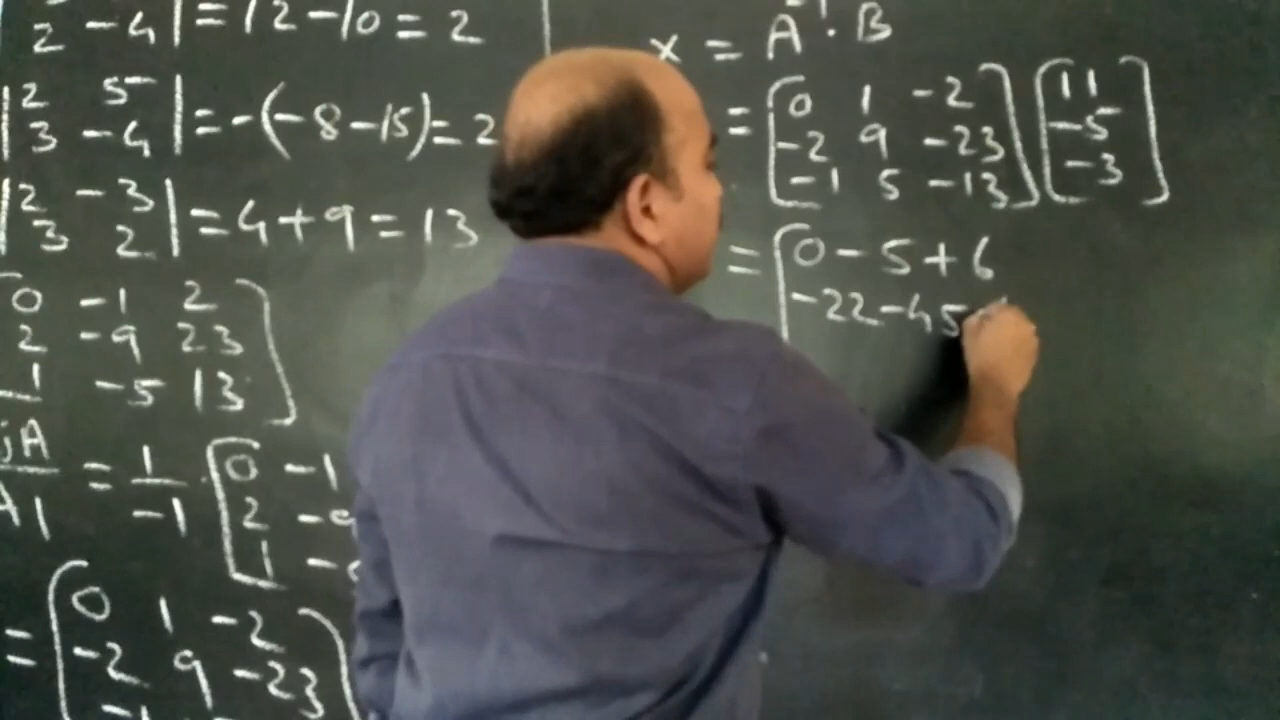 2 -4| = 12-10 = 2
|2 5
3 -4| = -(-8-15) = 2
|2 -3
3 2| = 4+9 = 13
[0 -1 2
2 -9 23
1 -5 13]
jA
A| = 1
-1 [0 -1
2 -9
1 -
= [0 1 -2
-2 9 -23
-1
x = A⁻¹·B
= [0 1 -2
-2 9 -23
-1 5 -13] [11
-5
-3]
= [0-5+6
-22-45